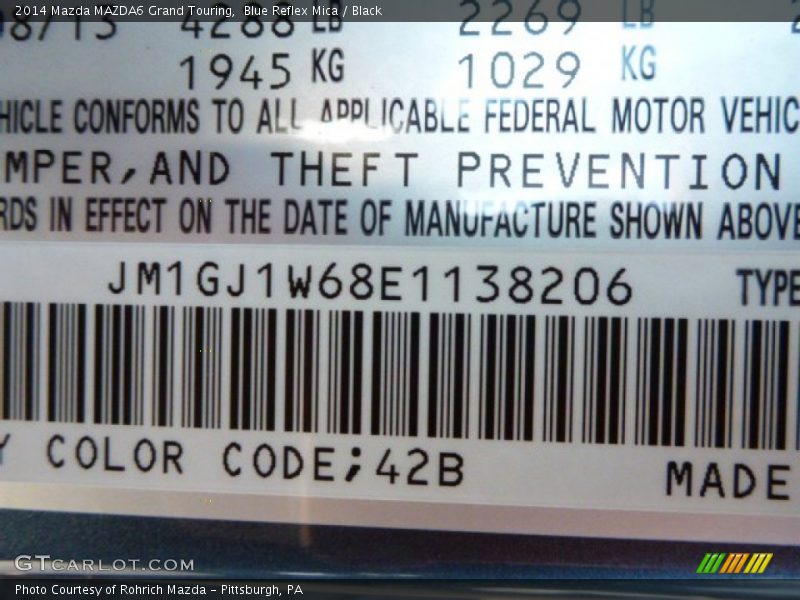 2014 Mazda MAZDA6 Grand Touring,  Blue Reflex Mica / Black
4288 LB 2269 LB
1945 KG 1029 KG
HICLE CONFORMS TO ALL APPLICABLE FEDERAL MOTOR VEHIC
MPER,AND THEFT PREVENTION
RDS IN EFFECT ON THE DATE OF MANUFACTURE SHOWN ABOVE
JM1GJ1W68E1138206 TYPE
Y COLOR CODE;42B MADE
GTCARLOT.COM
Photo Courtesy of Rohrich Mazda - Pittsburgh, PA